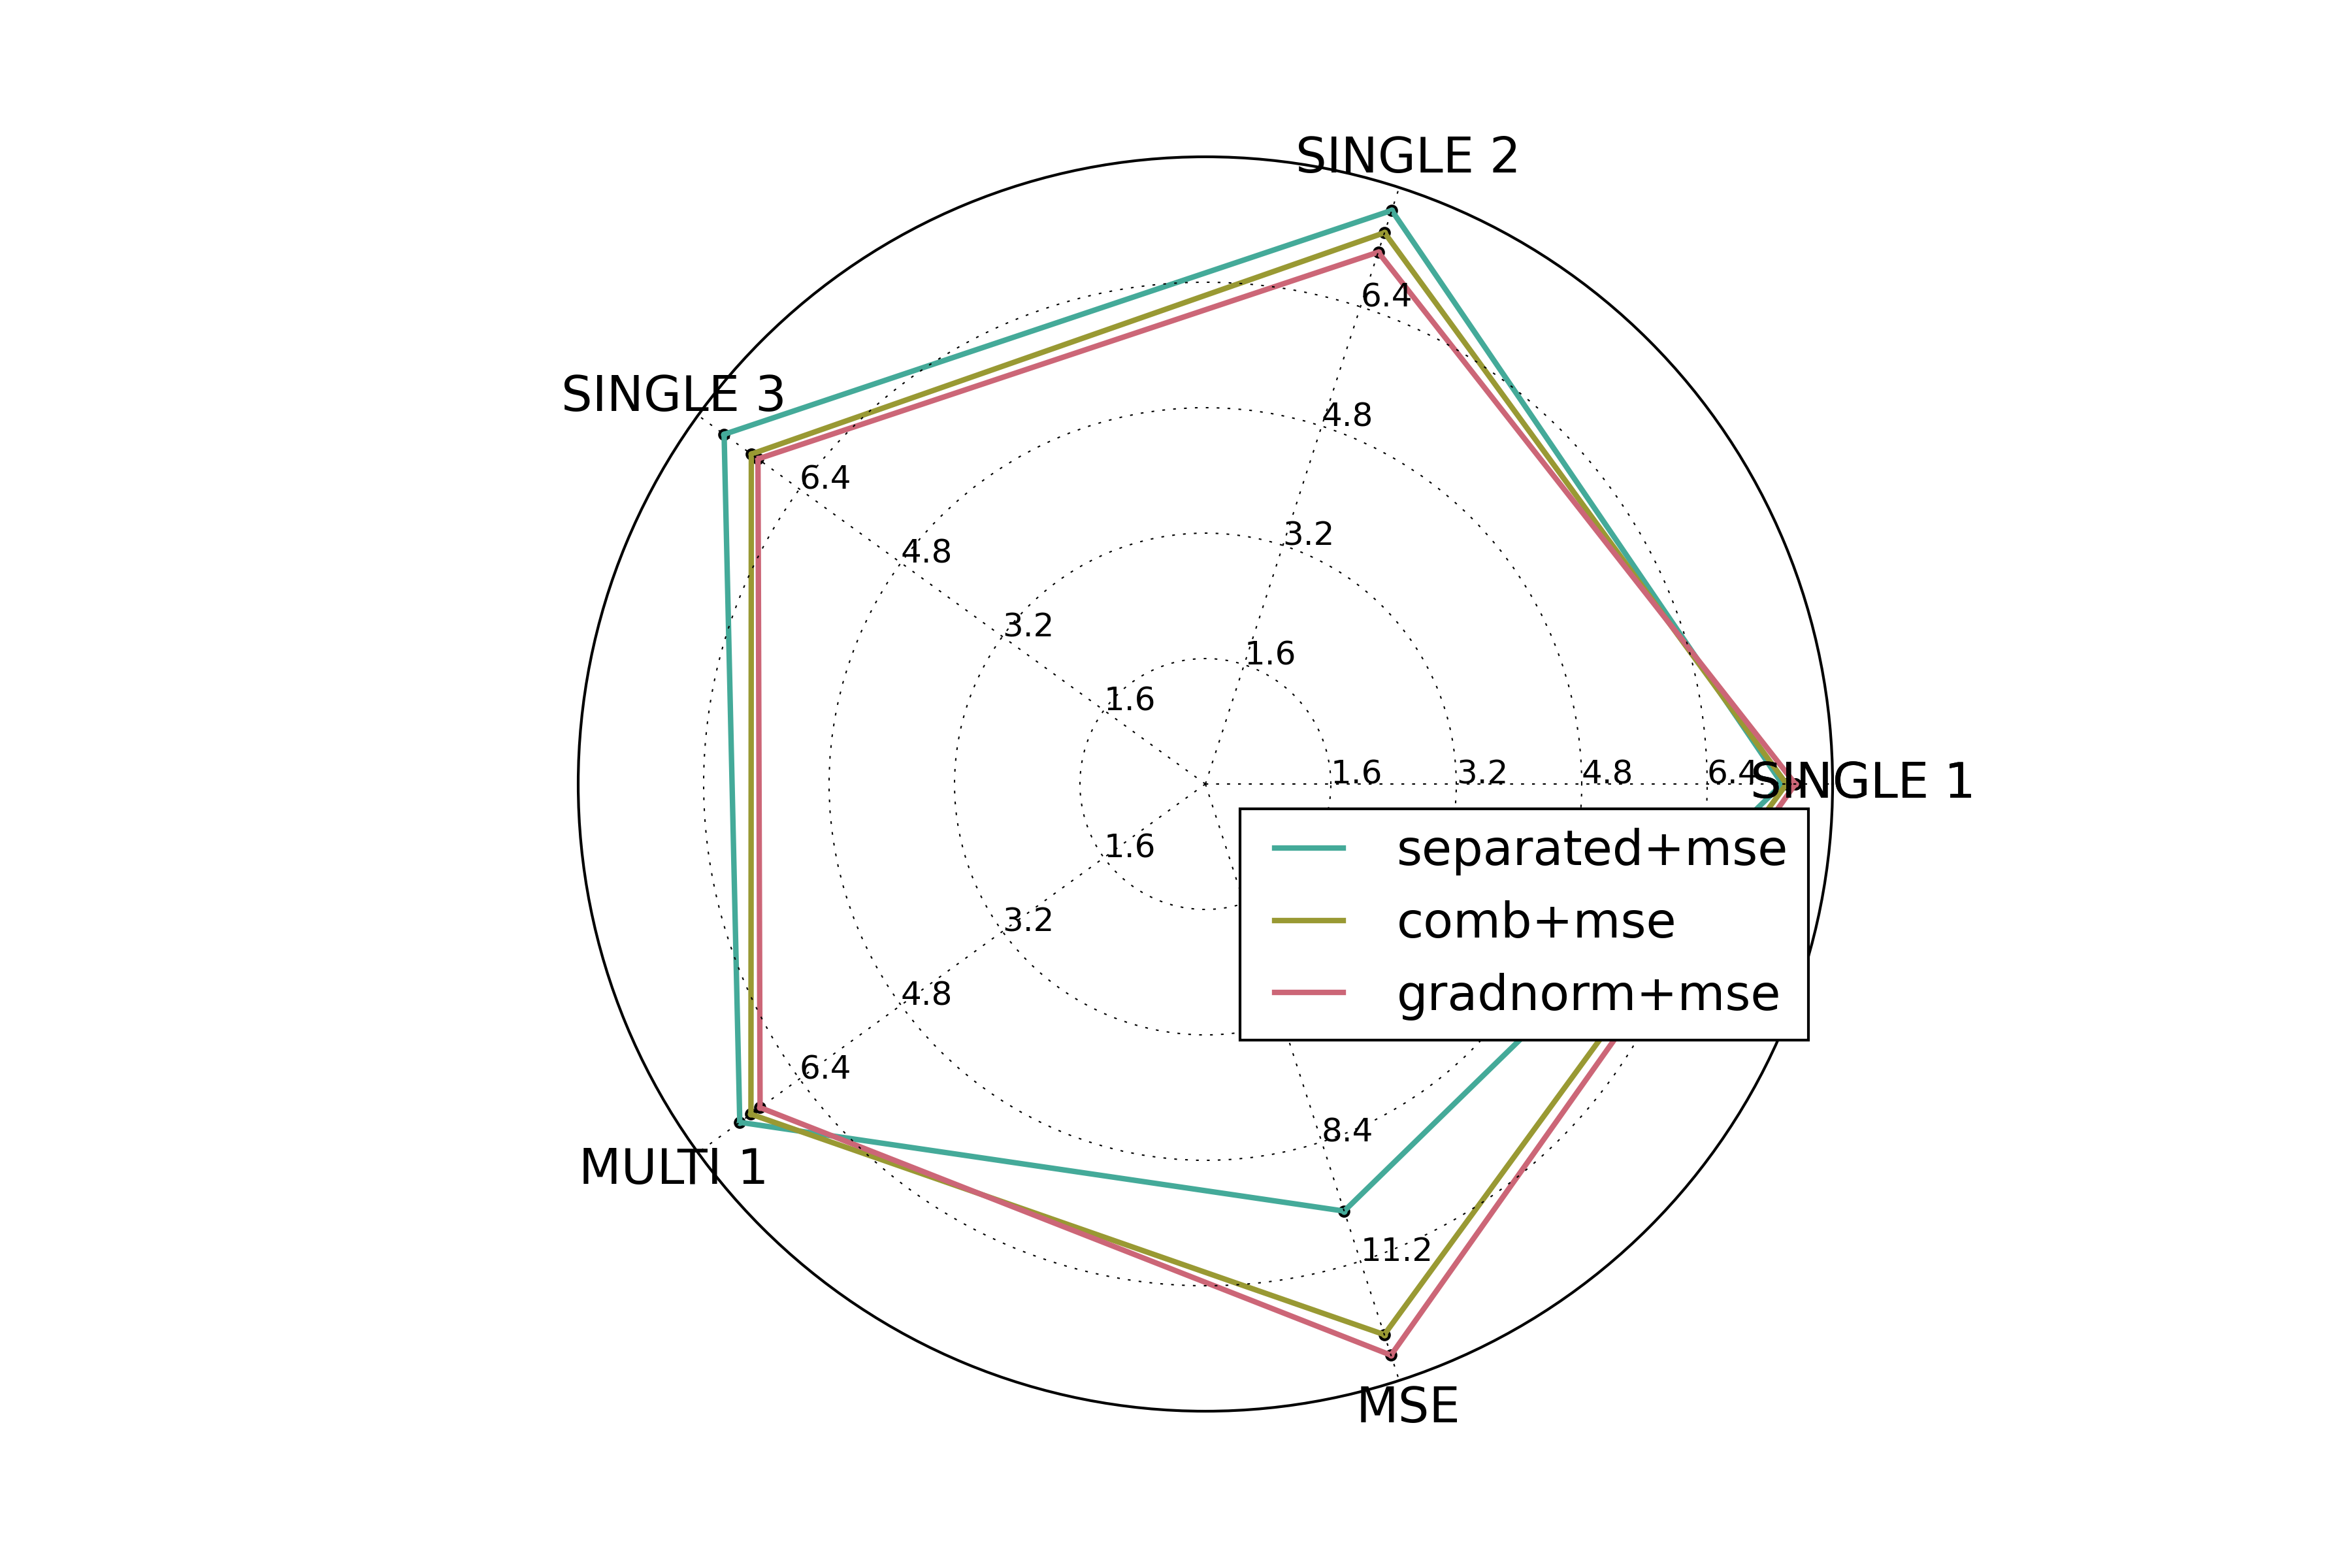 SINGLE 2
6.4
SINGLE 3
6.4
4.8
4.8
3.2
3.2
1.6
1.6
1.6
3.2
4.8
6.4
SINGLE 1
1.6
separated+mse
3.2
comb+mse
4.8
gradnorm+mse
6.4
8.4
MULTI 1
11.2
MSE